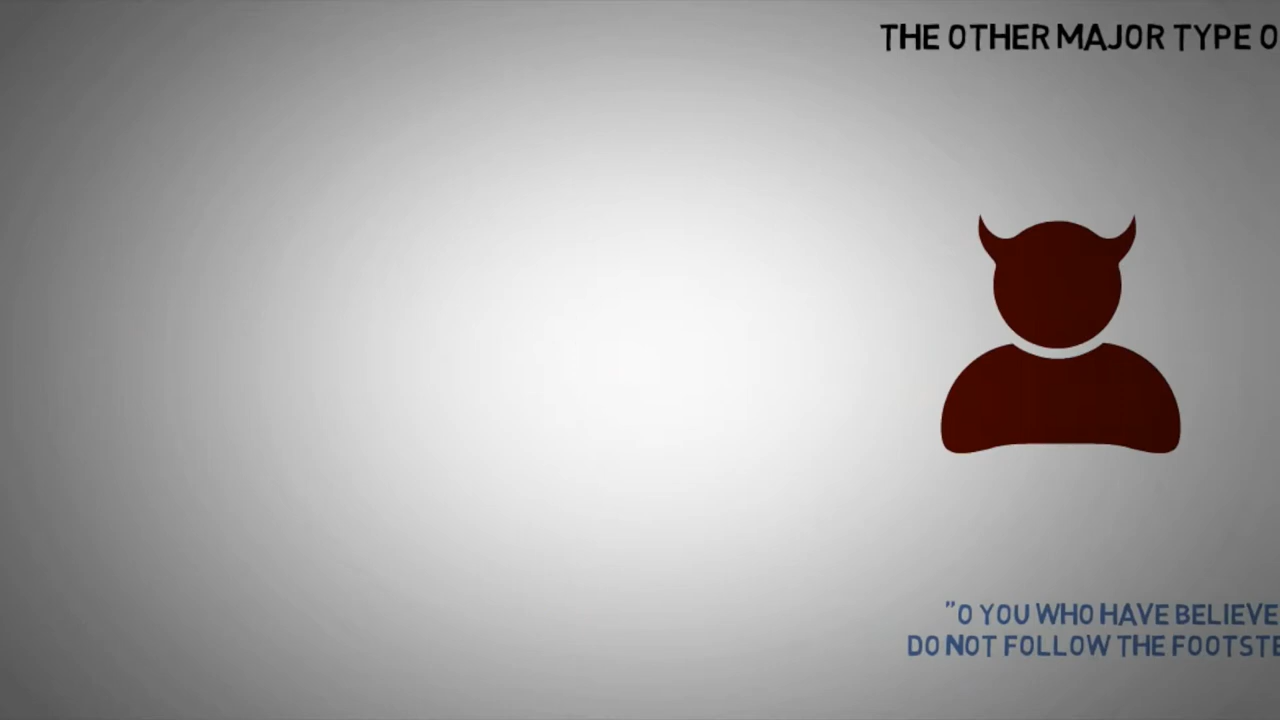 THE OTHER MAJOR TYPE O
"O YOU WHO HAVE BELIEVE
DO NOT FOLLOW THE FOOTSTE